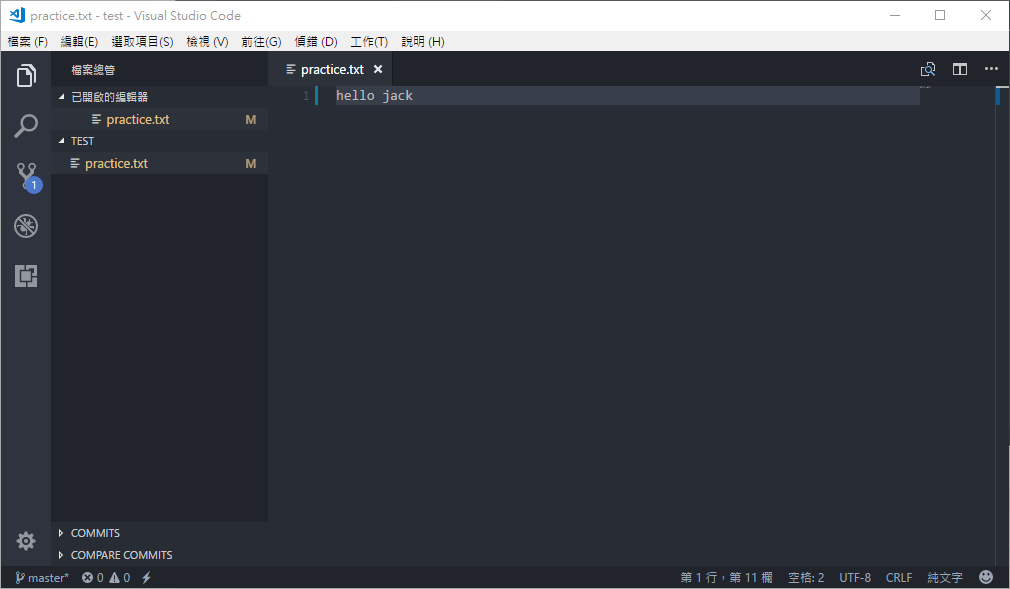 practice.txt - test - Visual Studio Code
檔案 (F) 編輯(E) 選取項目(S) 檢視 (V) 前往(G) 偵錯 (D) 工作(T) 說明 (H)
檔案總管
practice.txt
已開啟的編輯器
1 hello jack
practice.txt M
TEST
practice.txt M
1
COMMITS
COMPARE COMMITS
master* 0 0 第 1 行，第 11 欄 空格: 2 UTF-8 CRLF 純文字